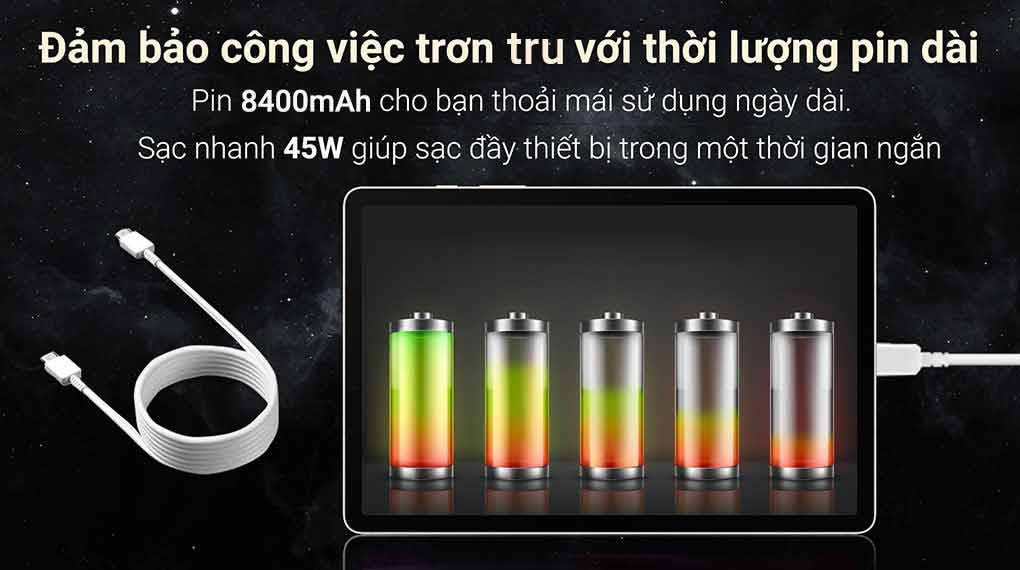 Đảm bảo công việc trơn tru với thời lượng pin dài
Pin 8400mAh cho bạn thoải mái sử dụng ngày dài.
Sạc nhanh 45W giúp sạc đầy thiết bị trong một thời gian ngắn